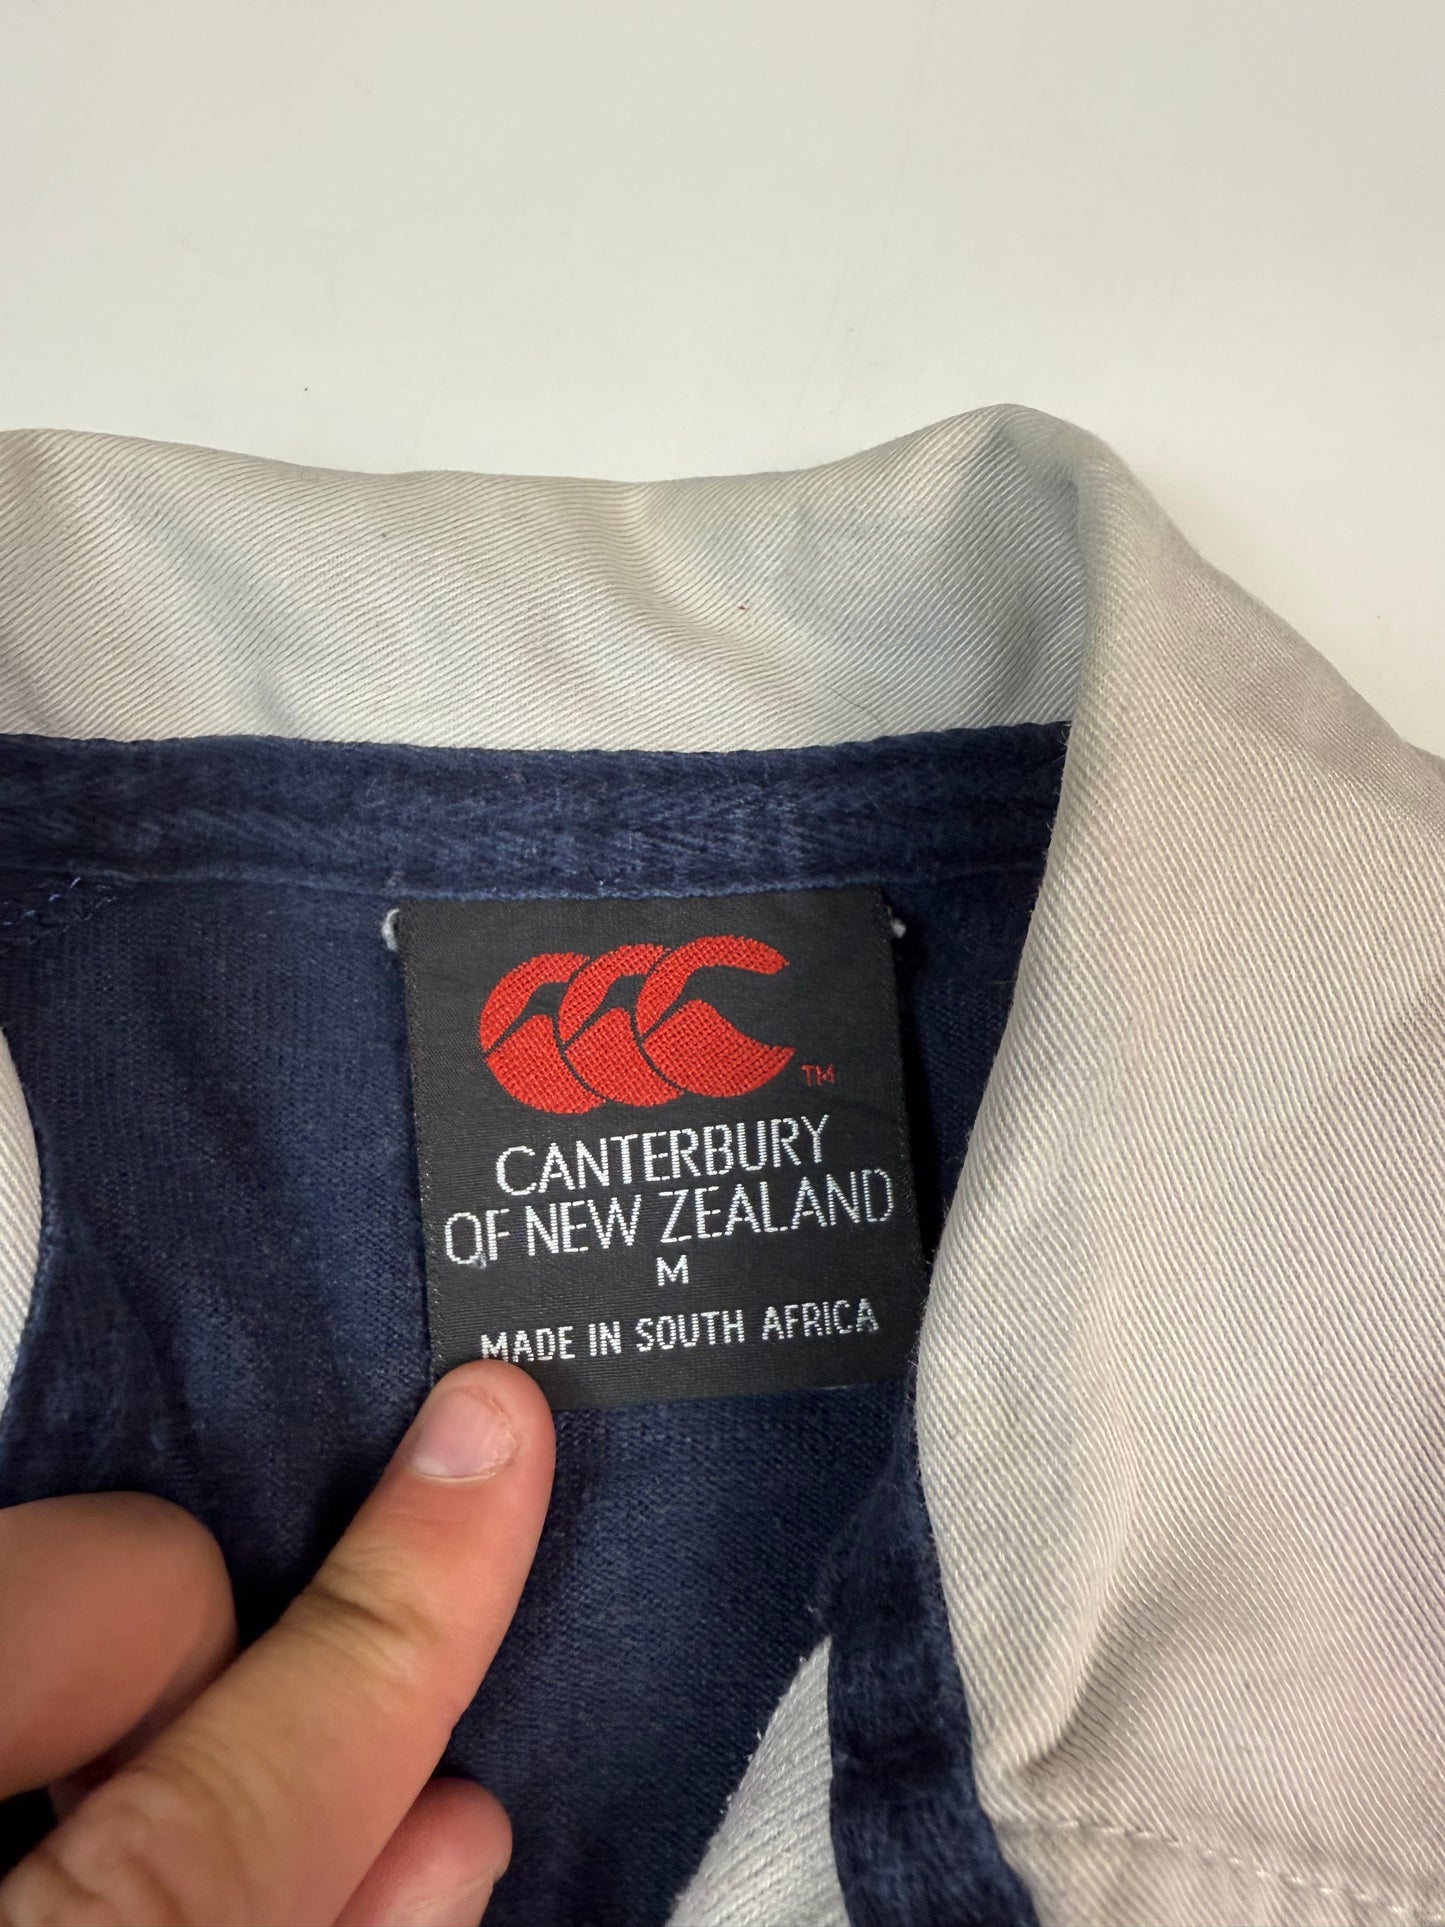 TM
CANTERBURY
OF NEW ZEALAND
M
MADE IN SOUTH AFRICA